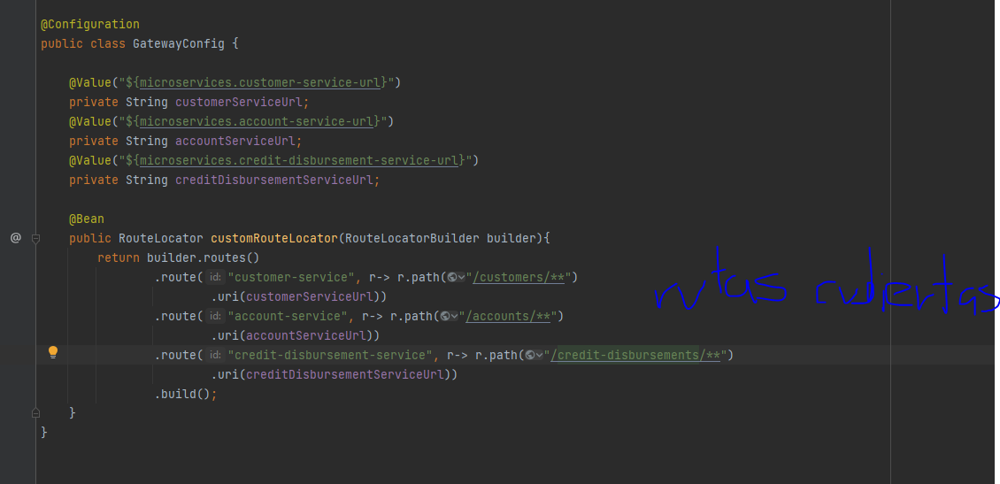 @Configuration
public class GatewayConfig {
@Value("${microservices.customer-service-url}")
private String customerServiceUrl;
@Value("${microservices.account-service-url}")
private String accountServiceUrl;
@Value("${microservices.credit-disbursement-service-url}")
private String creditDisbursementServiceUrl;
@Bean
@ public RouteLocator customRouteLocator(RouteLocatorBuilder builder){
return builder.routes()
.route( id: "customer-service", r-> r.path("/customers/**")
.uri(customerServiceUrl))
.route( id: "account-service", r-> r.path("/accounts/**")
.uri(accountServiceUrl))
.route( id: "credit-disbursement-service", r-> r.path("/credit-disbursements/**")
.uri(creditDisbursementServiceUrl))
.build();
}
}